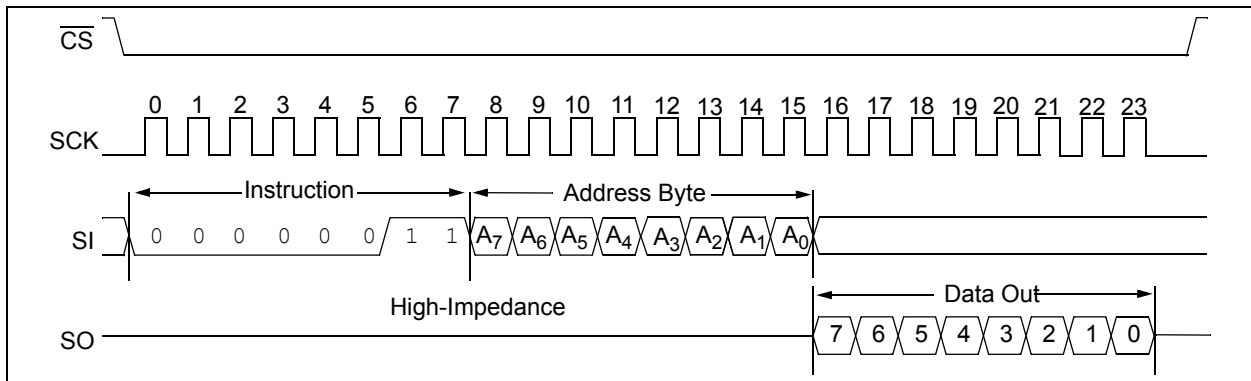 CS
0 1 2 3 4 5 6 7 8 9 10 11 12 13 14 15 16 17 18 19 20 21 22 23
SCK
Instruction Address Byte
SI 0 0 0 0 0 0 1 1 A7 A6 A5 A4 A3 A2 A1 A0
High-Impedance Data Out
SO 7 6 5 4 3 2 1 0